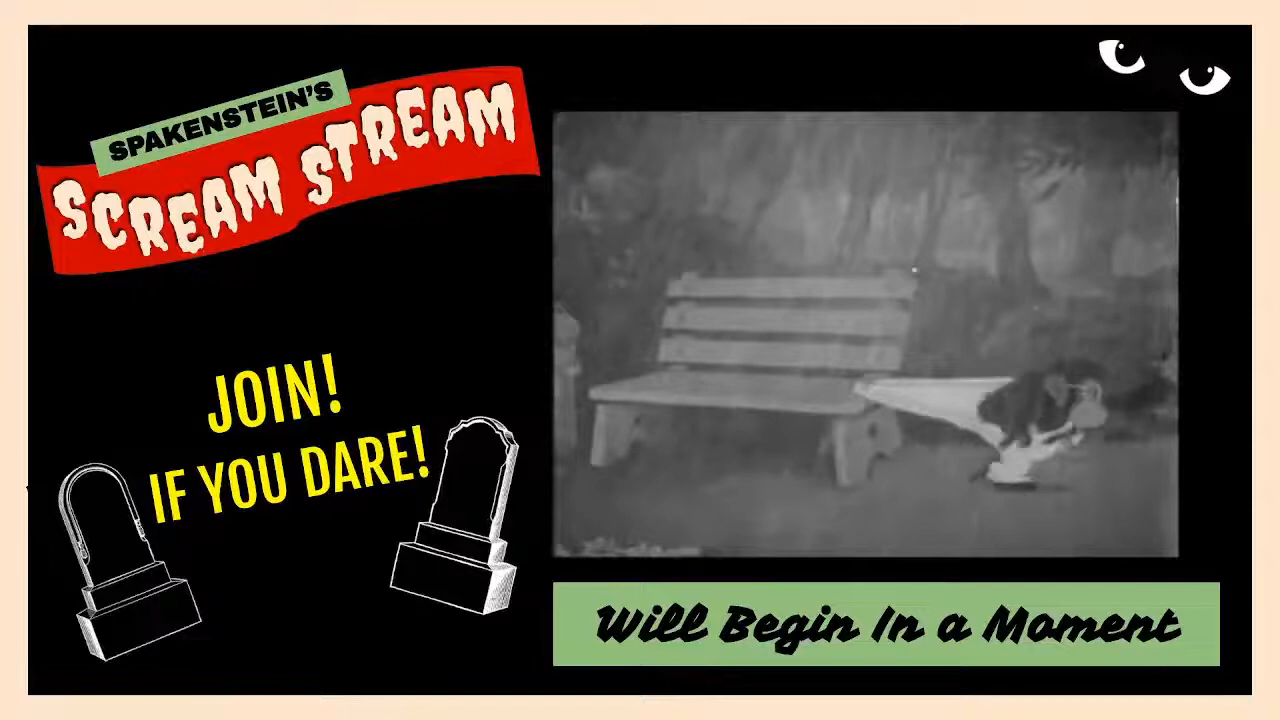 SPAKENSTEIN'S
SCREAM STREAM
JOIN!
IF YOU DARE!
Will Begin In a Moment